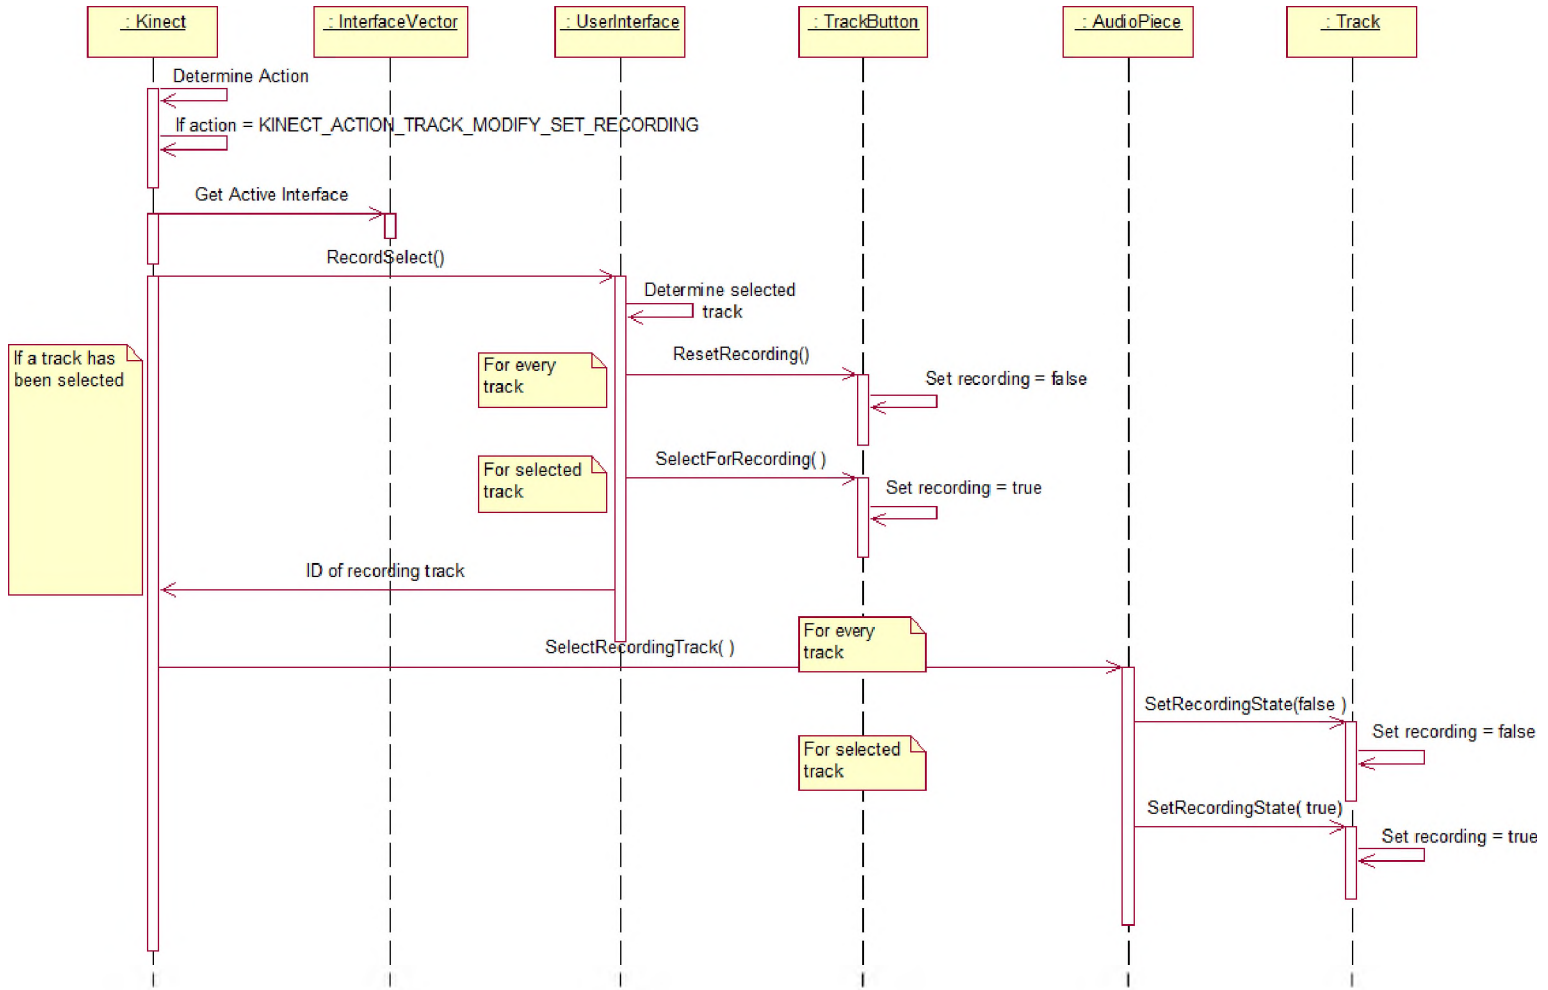 : Kinect
: InterfaceVector
: UserInterface
: TrackButton
: AudioPiece
: Track
Determine Action
If action = KINECT_ACTION_TRACK_MODIFY_SET_RECORDING
Get Active Interface
RecordSelect()
Determine selected
track
If a track has
been selected
For every
track
ResetRecording()
Set recording = false
For selected
track
SelectForRecording( )
Set recording = true
ID of recording track
SelectRecordingTrack( )
For every
track
SetRecordingState(false )
Set recording = false
For selected
track
SetRecordingState( true)
Set recording = true